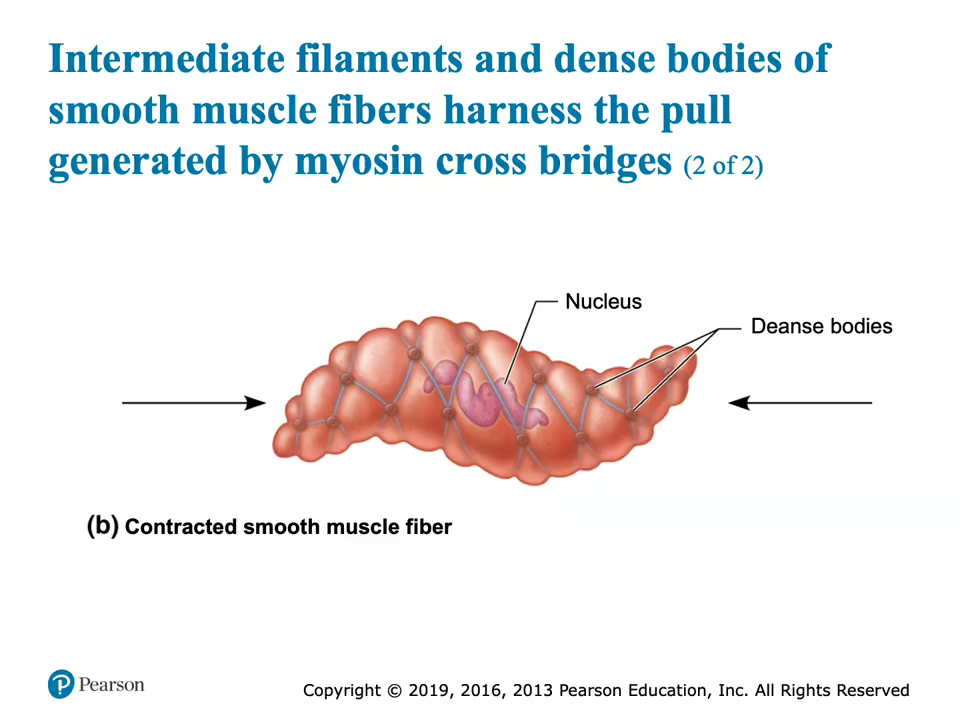 Intermediate filaments and dense bodies of
smooth muscle fibers harness the pull
generated by myosin cross bridges (2 of 2)
Nucleus
Deanse bodies
(b) Contracted smooth muscle fiber
Pearson
Copyright © 2019, 2016, 2013 Pearson Education, Inc. All Rights Reserved